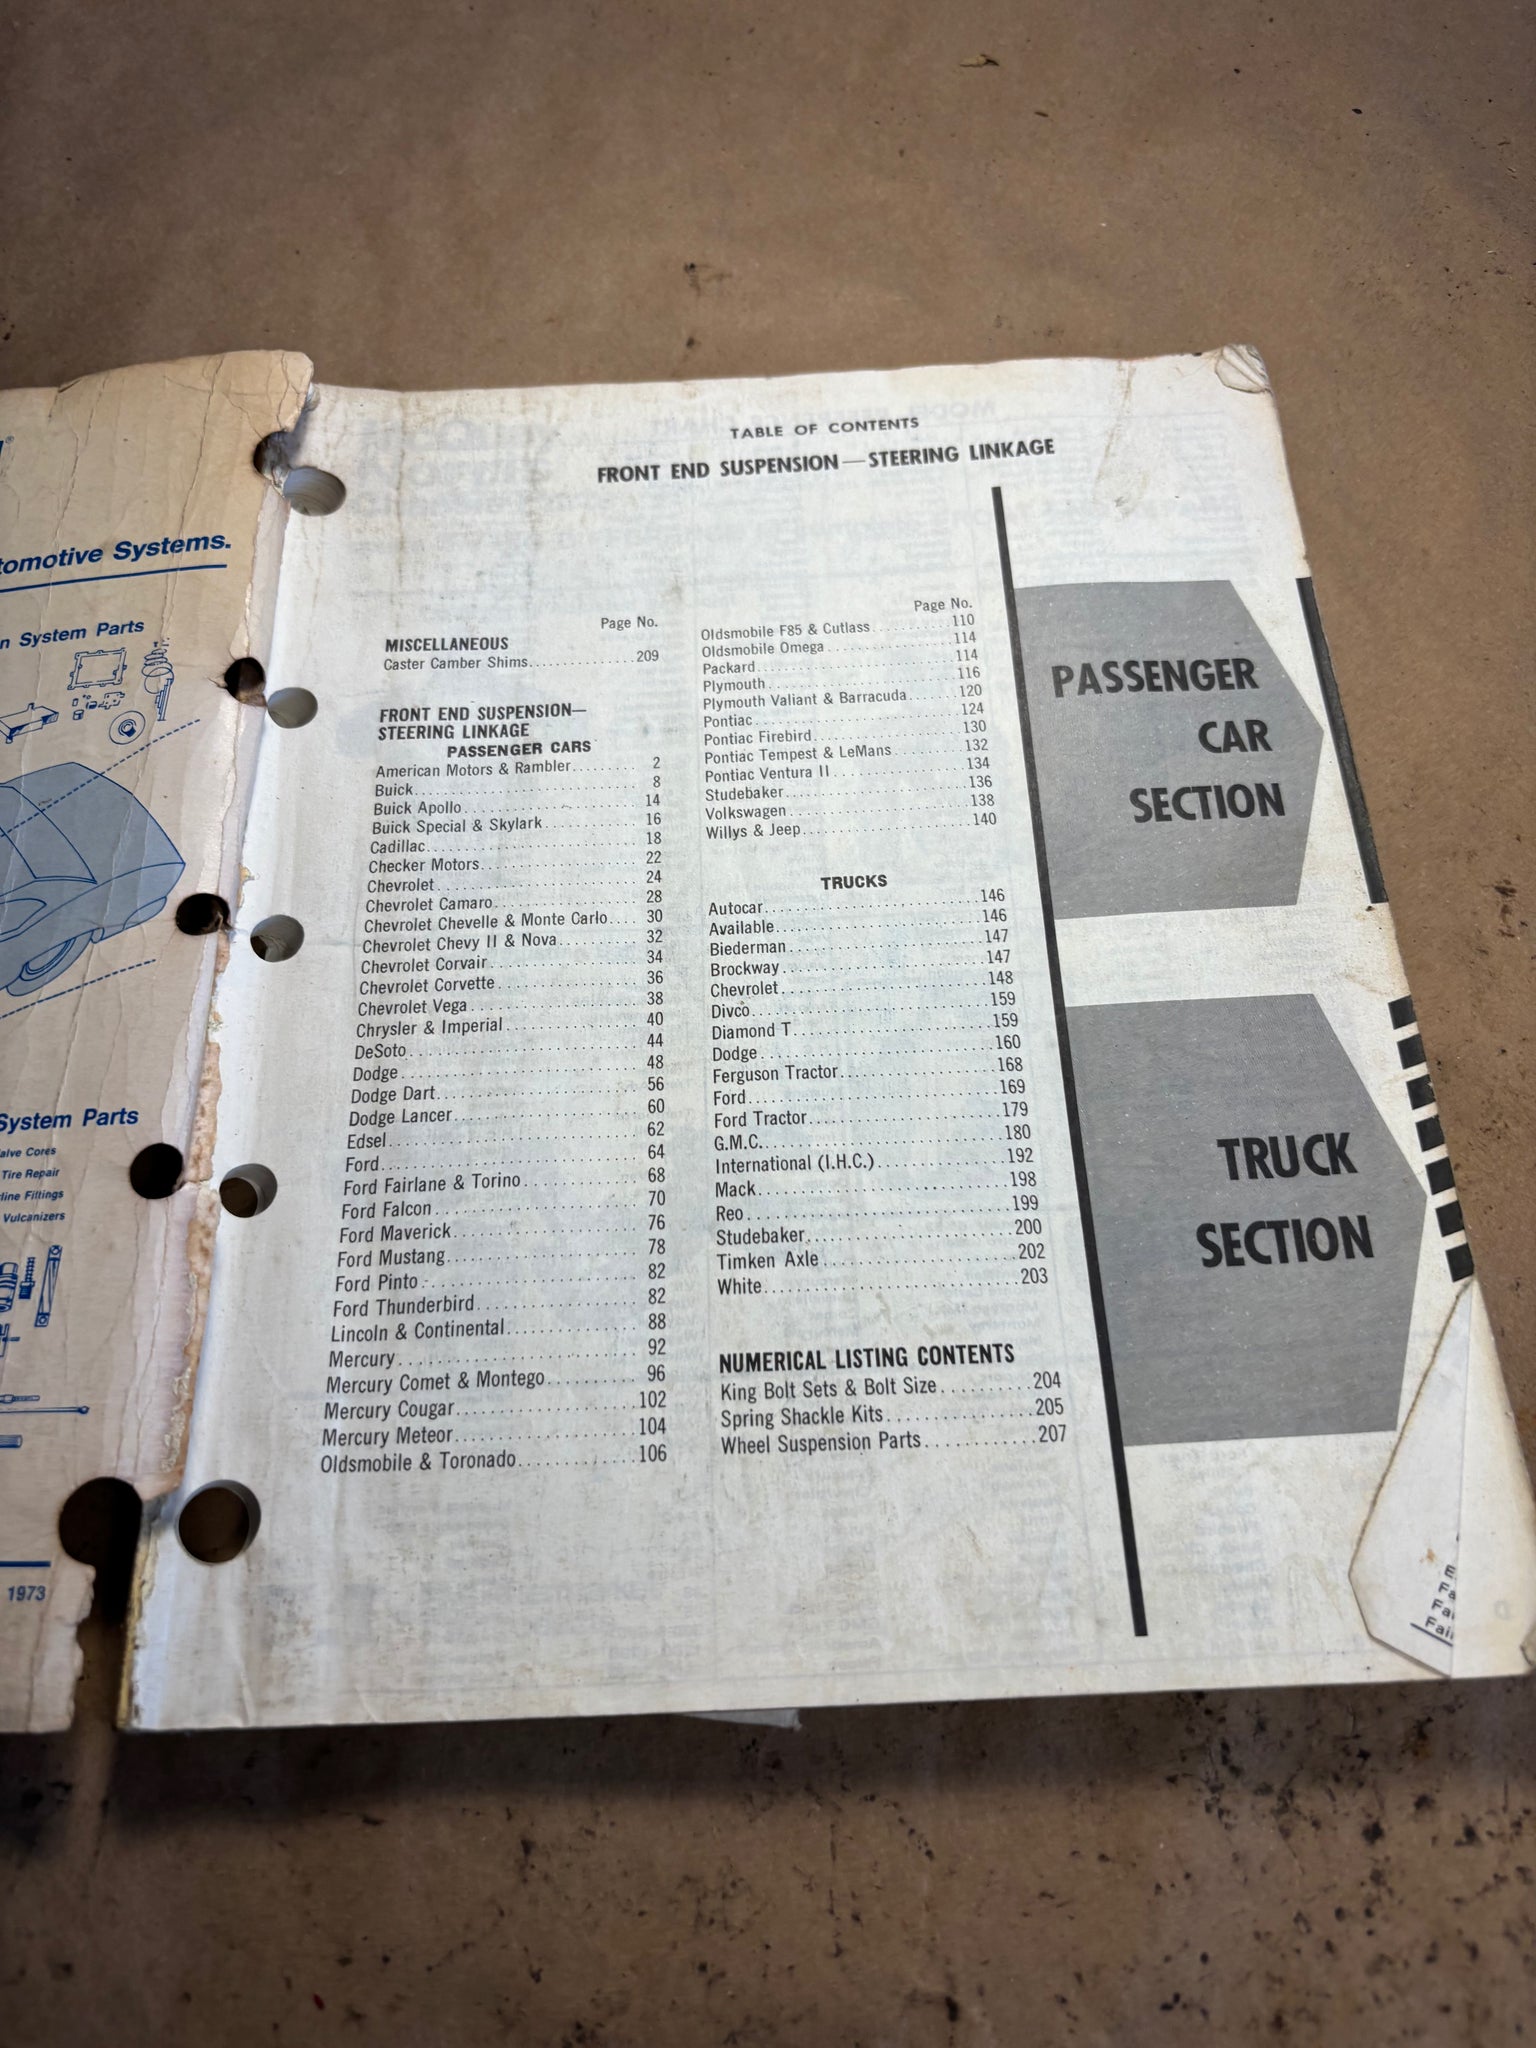 ®
tomotive Systems.
n System Parts
System Parts
alve Cores
Tire Repair
line Fittings
Vulcanizers
1973
TABLE OF CONTENTS
FRONT END SUSPENSION—STEERING LINKAGE
Page No.
MISCELLANEOUS
Caster Camber Shims 209
FRONT END SUSPENSION—
STEERING LINKAGE
PASSENGER CARS
American Motors & Rambler 2
Buick 8
Buick Apollo 14
Buick Special & Skylark 16
Cadillac 18
Checker Motors 22
Chevrolet 24
Chevrolet Camaro 28
Chevrolet Chevelle & Monte Carlo 30
Chevrolet Chevy II & Nova 32
Chevrolet Corvair 34
Chevrolet Corvette 36
Chevrolet Vega 38
Chrysler & Imperial 40
DeSoto 44
Dodge 48
Dodge Dart 56
Dodge Lancer 60
Edsel 62
Ford 64
Ford Fairlane & Torino 68
Ford Falcon 70
Ford Maverick 76
Ford Mustang 78
Ford Pinto 82
Ford Thunderbird 82
Lincoln & Continental 88
Mercury 92
Mercury Comet & Montego 96
Mercury Cougar 102
Mercury Meteor 104
Oldsmobile & Toronado 106
Page No.
Oldsmobile F85 & Cutlass 110
Oldsmobile Omega 114
Packard 114
Plymouth 116
Plymouth Valiant & Barracuda 120
Pontiac 124
Pontiac Firebird 130
Pontiac Tempest & LeMans 132
Pontiac Ventura II 134
Studebaker 136
Volkswagen 138
Willys & Jeep 140
TRUCKS
Autocar 146
Available 146
Biederman 147
Brockway 147
Chevrolet 148
Divco 159
Diamond T 159
Dodge 160
Ferguson Tractor 168
Ford 169
Ford Tractor 179
G.M.C. 180
International (I.H.C.) 192
Mack 198
Reo 199
Studebaker 200
Timken Axle 202
White 203
NUMERICAL LISTING CONTENTS
King Bolt Sets & Bolt Size 204
Spring Shackle Kits 205
Wheel Suspension Parts 207
PASSENGER
CAR
SECTION
TRUCK
SECTION